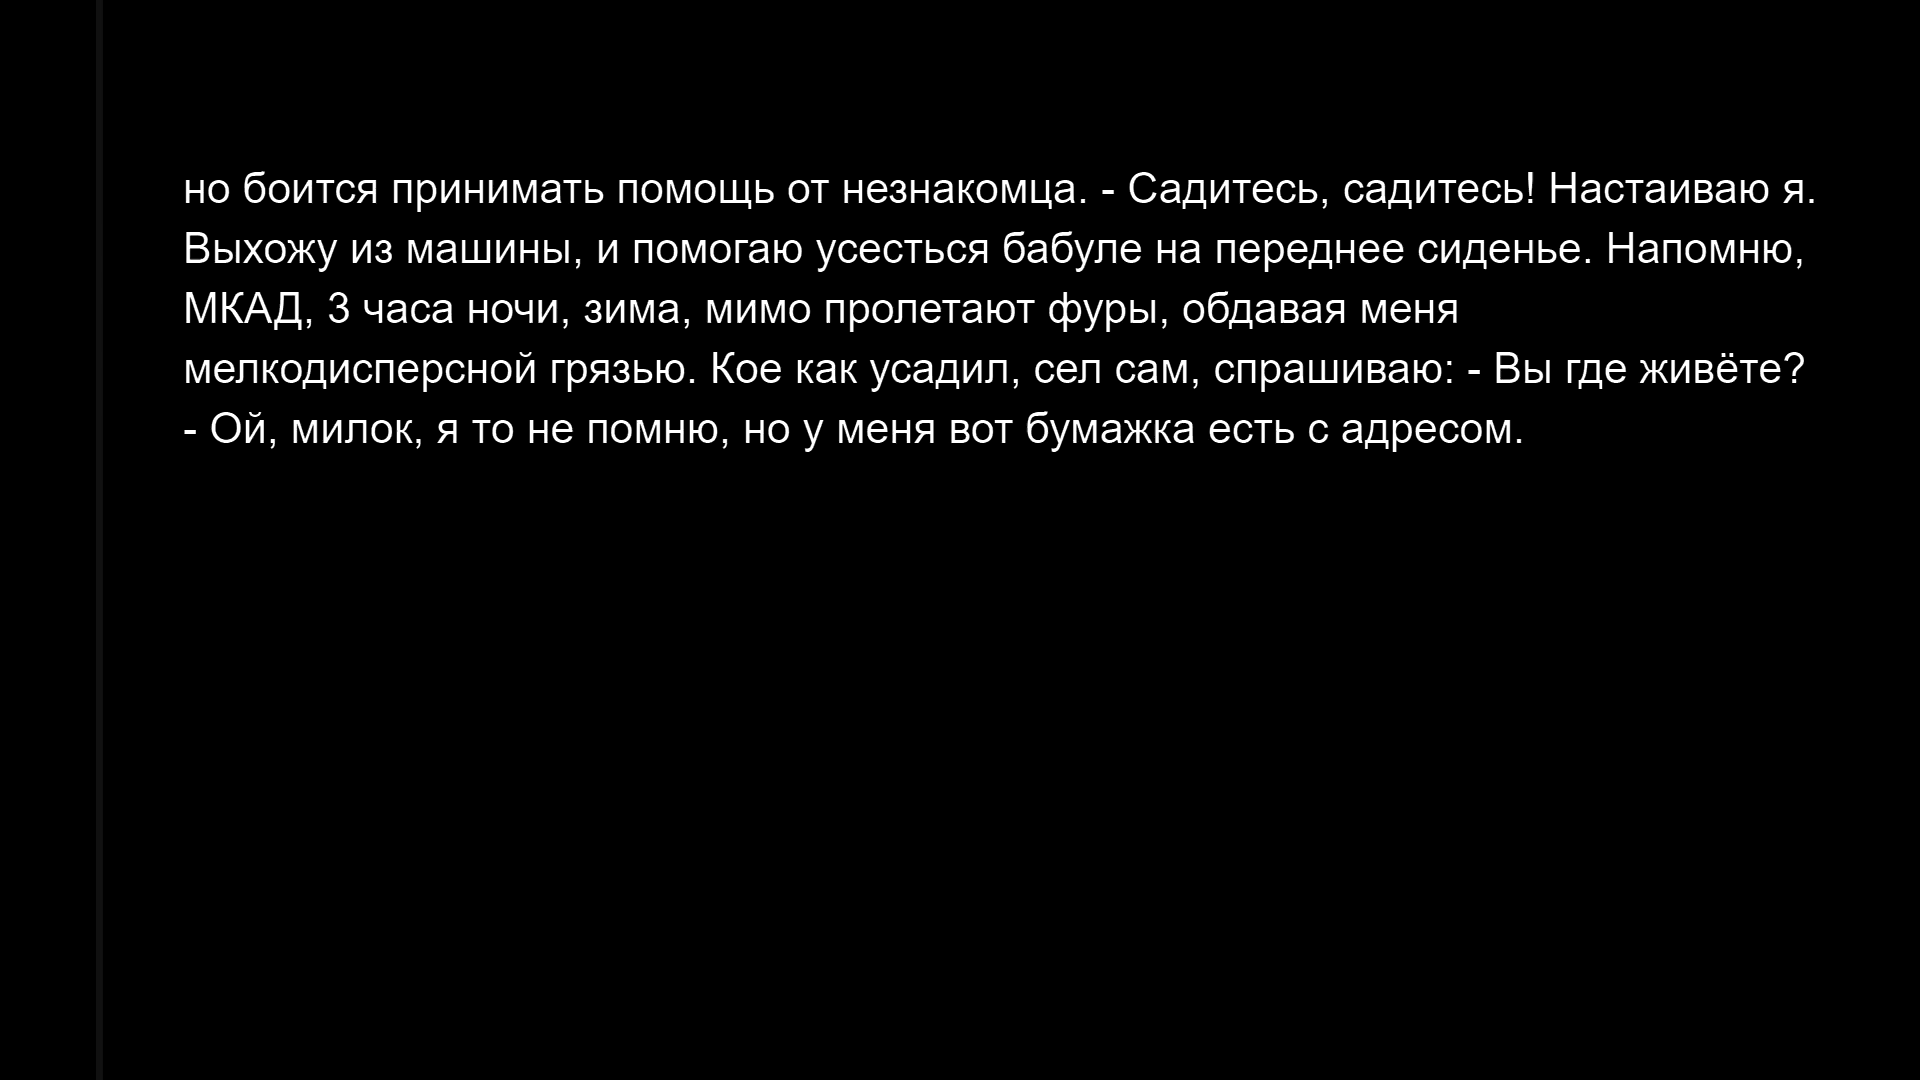 но боится принимать помощь от незнакомца. - Садитесь, садитесь! Настаиваю я.
Выхожу из машины, и помогаю усесться бабуле на переднее сиденье. Напомню,
МКАД, 3 часа ночи, зима, мимо пролетают фуры, обдавая меня
мелкодисперсной грязью. Кое как усадил, сел сам, спрашиваю: - Вы где живёте?
- Ой, милок, я то не помню, но у меня вот бумажка есть с адресом.